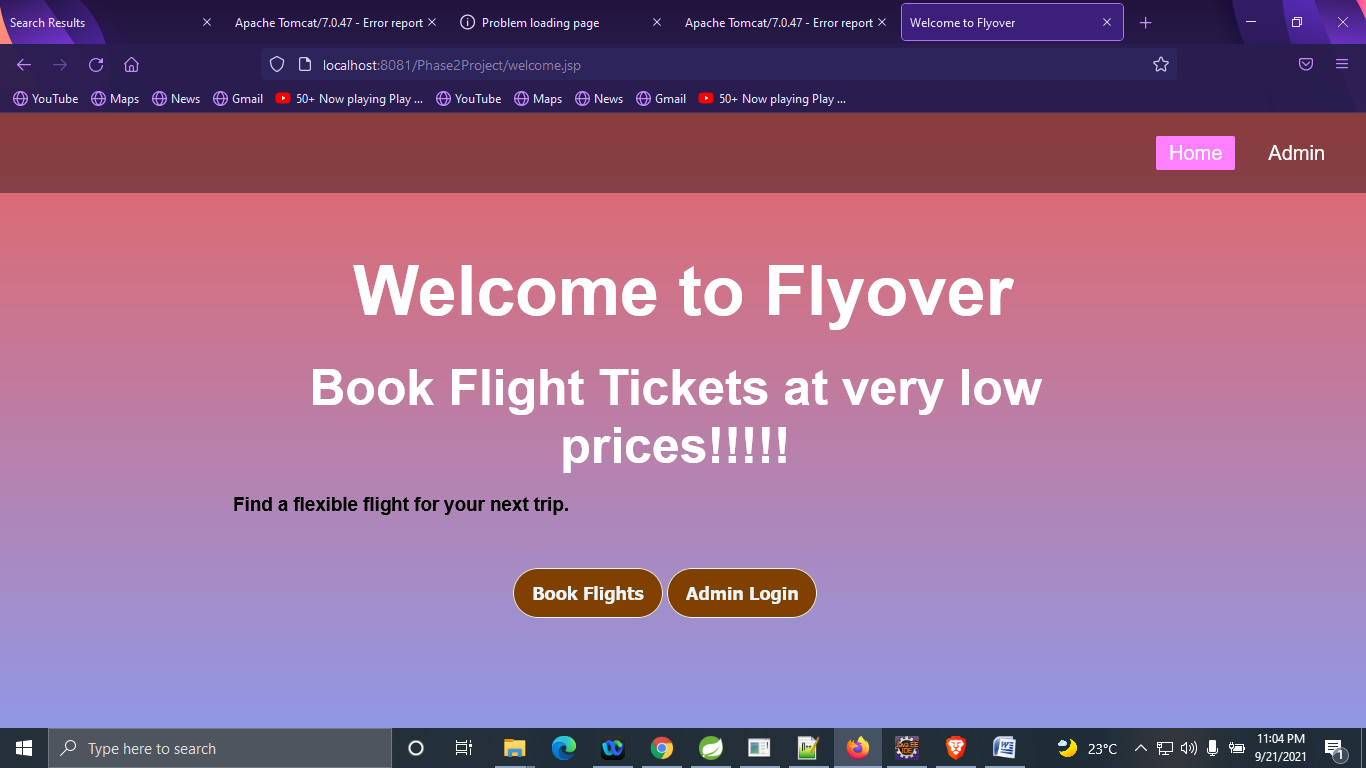 Search Results
Apache Tomcat/7.0.47 - Error report
Problem loading page
Apache Tomcat/7.0.47 - Error report
Welcome to Flyover
localhost:8081/Phase2Project/welcome.jsp
YouTube Maps News Gmail 50+ Now playing Play ... YouTube Maps News Gmail 50+ Now playing Play ...
Home Admin
Welcome to Flyover
Book Flight Tickets at very low
prices!!!!!
Find a flexible flight for your next trip.
Book Flights Admin Login
Type here to search
23°C
11:04 PM
9/21/2021
1